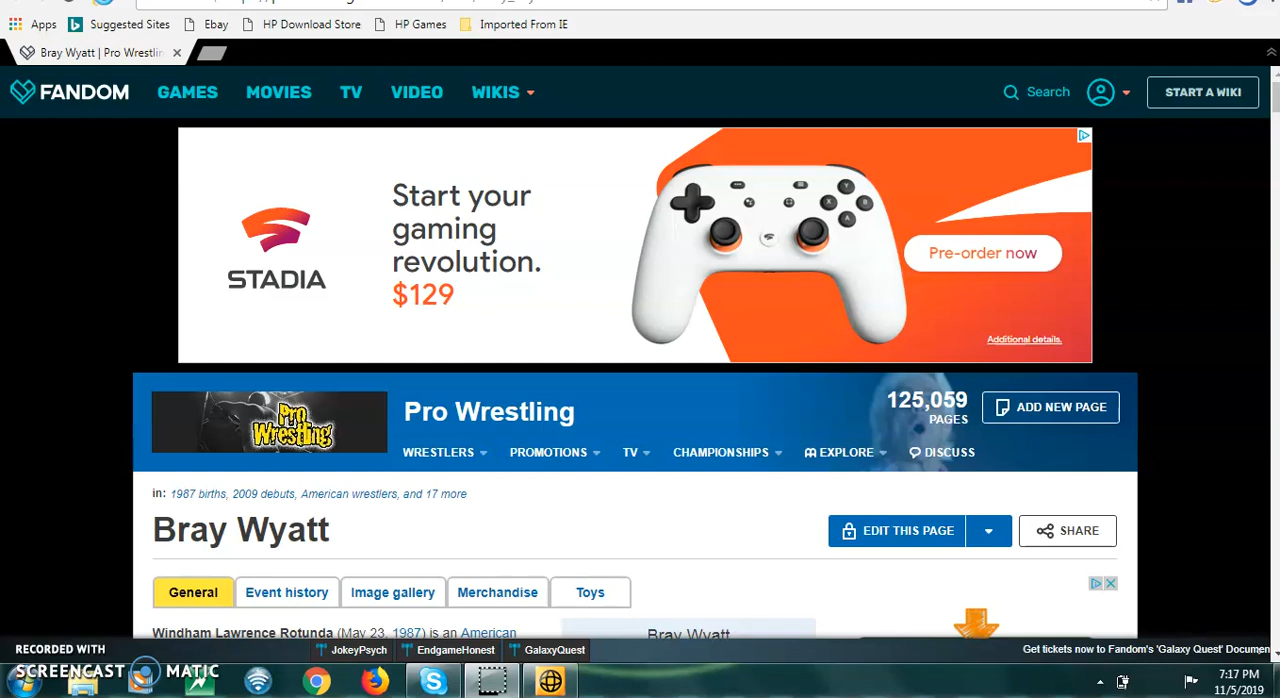 Apps Suggested Sites Ebay HP Download Store HP Games Imported From IE
Bray Wyatt | Pro Wrestlin
FANDOM GAMES MOVIES TV VIDEO WIKIS Search START A WIKI
STADIA
Start your
gaming
revolution.
$129
Y
X B
A
Pre-order now
Additional details.
Pro
Wrestling
Pro Wrestling
125,059
PAGES
ADD NEW PAGE
WRESTLERS PROMOTIONS TV CHAMPIONSHIPS EXPLORE DISCUSS
in: 1987 births, 2009 debuts, American wrestlers, and 17 more
Bray Wyatt
EDIT THIS PAGE SHARE
General Event history Image gallery Merchandise Toys
Windham Lawrence Rotunda (May 23, 1987) is an American
Bray Wyatt
RECORDED WITH
SCREENCAST MATIC
JokeyPsych EndgameHonest GalaxyQuest
Get tickets now to Fandom's 'Galaxy Quest' Documen
7:17 PM
11/5/2019